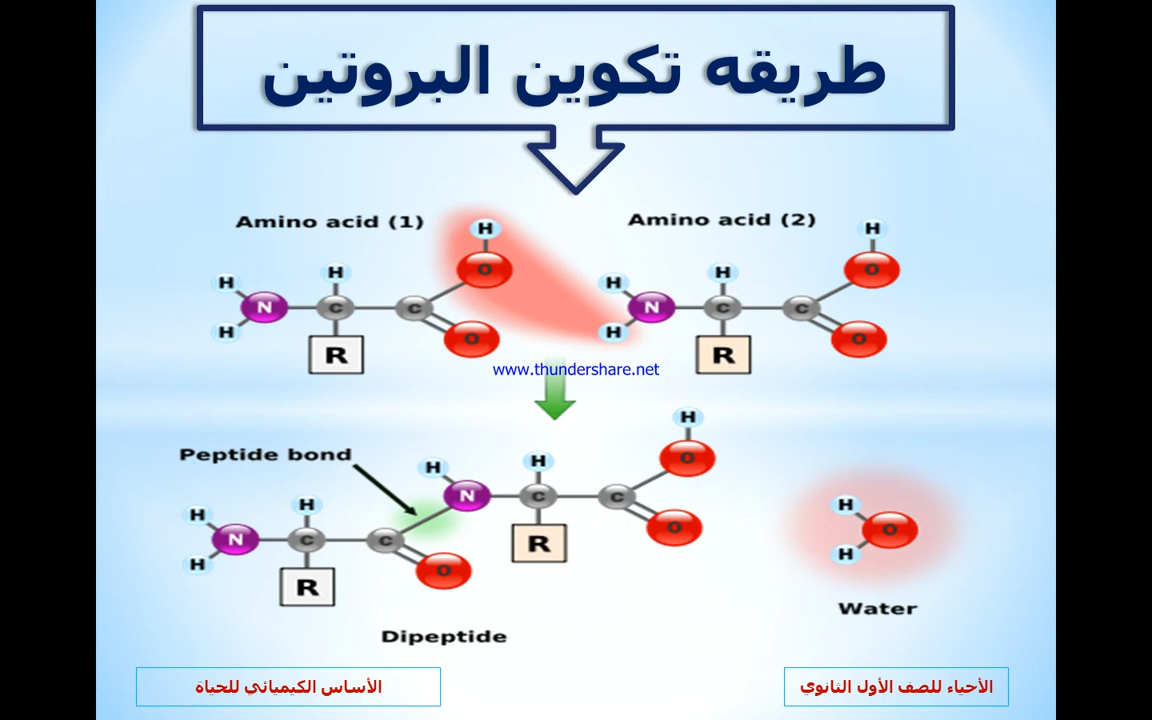 طريقه تكوين البروتين
Amino acid (1)
Amino acid (2)
H
H
H
H
O
H
H
O
H
N
C
C
H
N
C
C
H
O
H
O
R
R
www.thundershare.net
H
Peptide bond
H
H
O
N
C
C
H
H
H
O
O
N
C
C
R
H
H
O
R
Water
Dipeptide
الأحياء للصف الأول الثانوي
الأساس الكيميائي للحياة